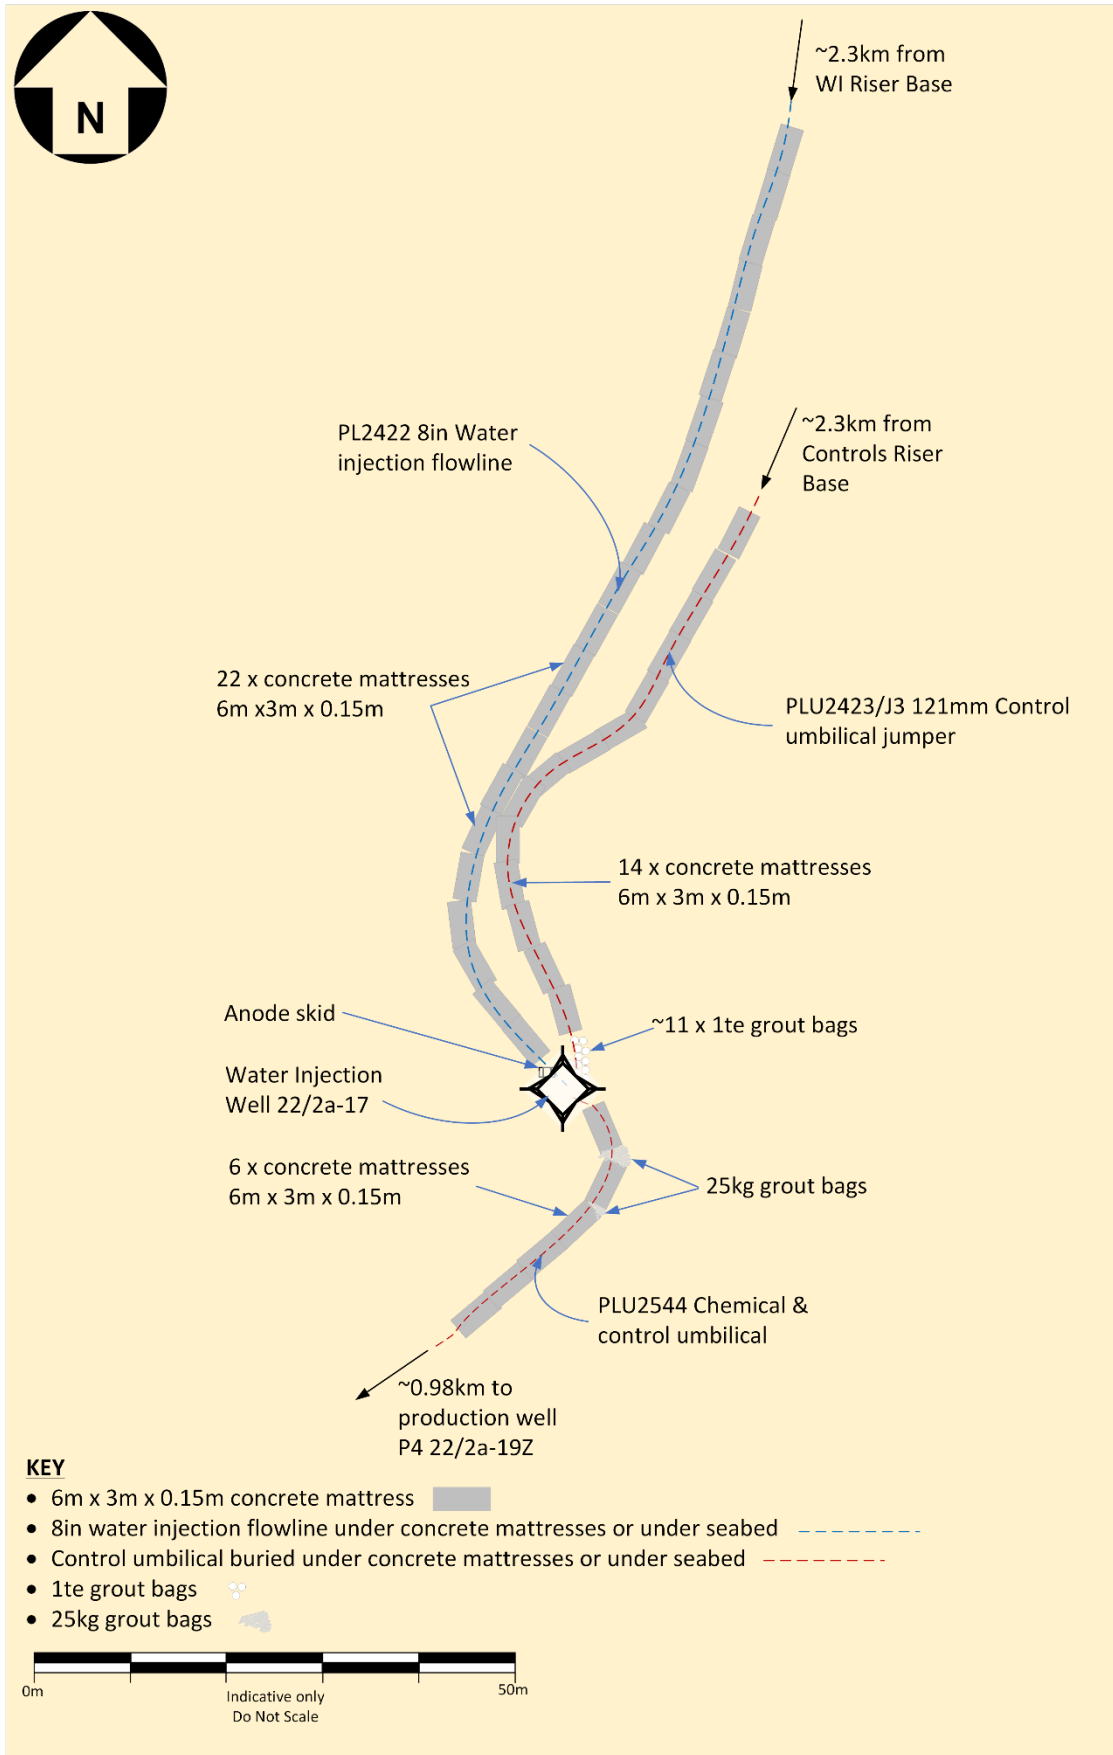 N
~2.3km from
WI Riser Base
~2.3km from
Controls Riser
Base
PL2422 8in Water
injection flowline
22 x concrete mattresses
6m x3m x 0.15m
PLU2423/J3 121mm Control
umbilical jumper
14 x concrete mattresses
6m x 3m x 0.15m
Anode skid
~11 x 1te grout bags
Water Injection
Well 22/2a-17
6 x concrete mattresses
6m x 3m x 0.15m
25kg grout bags
PLU2544 Chemical &
control umbilical
~0.98km to
production well
P4 22/2a-19Z
KEY
• 6m x 3m x 0.15m concrete mattress
• 8in water injection flowline under concrete mattresses or under seabed
• Control umbilical buried under concrete mattresses or under seabed
• 1te grout bags
• 25kg grout bags
0m
50m
Indicative only
Do Not Scale